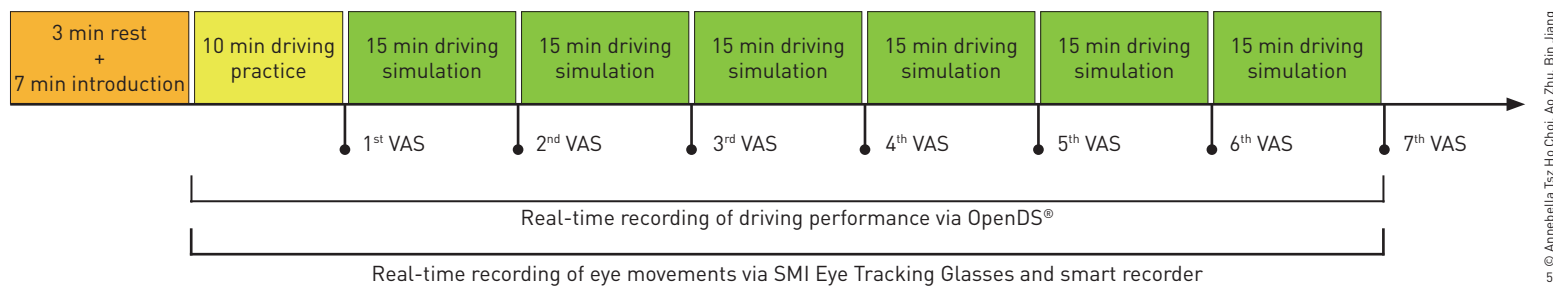 3 min rest
+
7 min introduction
10 min driving
practice
15 min driving
simulation
15 min driving
simulation
15 min driving
simulation
15 min driving
simulation
15 min driving
simulation
15 min driving
simulation
1st VAS
2nd VAS
3rd VAS
4th VAS
5th VAS
6th VAS
7th VAS
Real-time recording of driving performance via OpenDS®
Real-time recording of eye movements via SMI Eye Tracking Glasses and smart recorder
5 © Annebella Tsz Ho Choi, Ao Zhu, Bin Jiang